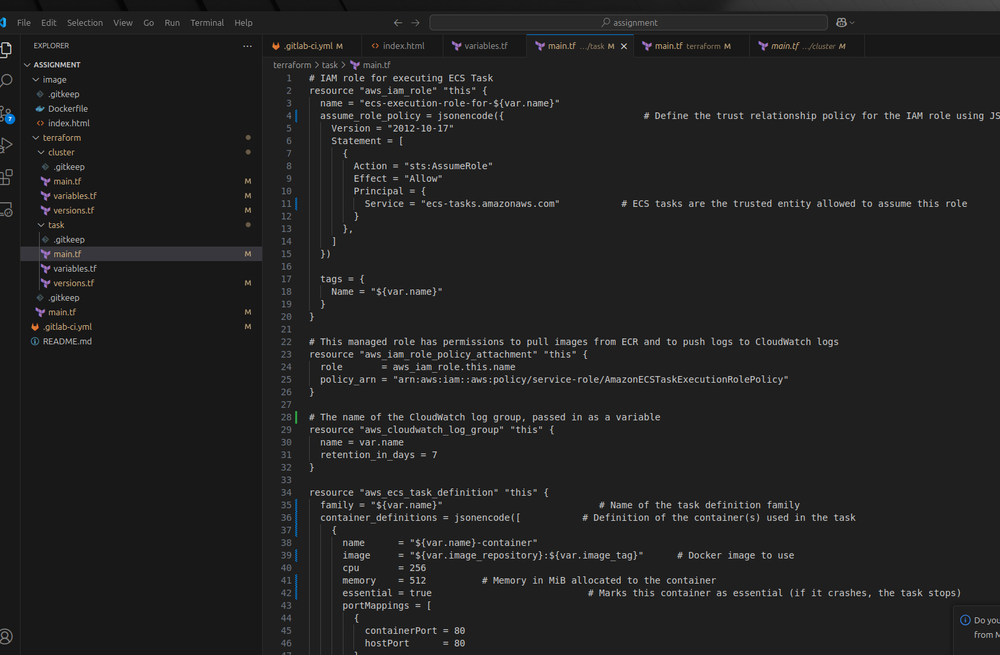 File Edit Selection View Go Run Terminal Help
assignment
EXPLORER
.gitlab-ci.yml M
index.html
variables.tf
main.tf .../task M
main.tf terraform M
main.tf .../cluster M
ASSIGNMENT
image
.gitkeep
Dockerfile
index.html
terraform
cluster
.gitkeep
main.tf M
variables.tf M
versions.tf M
task
.gitkeep
main.tf M
variables.tf
versions.tf M
.gitkeep
main.tf M
.gitlab-ci.yml M
README.md
7
terraform > task > main.tf
1 # IAM role for executing ECS Task
2 resource "aws_iam_role" "this" {
3 name = "ecs-execution-role-for-${var.name}"
4 assume_role_policy = jsonencode({ # Define the trust relationship policy for the IAM role using JS
5 Version = "2012-10-17"
6 Statement = [
7 {
8 Action = "sts:AssumeRole"
9 Effect = "Allow"
10 Principal = {
11 Service = "ecs-tasks.amazonaws.com" # ECS tasks are the trusted entity allowed to assume this role
12 }
13 },
14 ]
15 })
16
17 tags = {
18 Name = "${var.name}"
19 }
20 }
21
22 # This managed role has permissions to pull images from ECR and to push logs to CloudWatch logs
23 resource "aws_iam_role_policy_attachment" "this" {
24 role = aws_iam_role.this.name
25 policy_arn = "arn:aws:iam::aws:policy/service-role/AmazonECSTaskExecutionRolePolicy"
26 }
27
28 # The name of the CloudWatch log group, passed in as a variable
29 resource "aws_cloudwatch_log_group" "this" {
30 name = var.name
31 retention_in_days = 7
32 }
33
34 resource "aws_ecs_task_definition" "this" {
35 family = "${var.name}" # Name of the task definition family
36 container_definitions = jsonencode([ # Definition of the container(s) used in the task
37 {
38 name = "${var.name}-container"
39 image = "${var.image_repository}:${var.image_tag}" # Docker image to use
40 cpu = 256
41 memory = 512 # Memory in MiB allocated to the container
42 essential = true # Marks this container as essential (if it crashes, the task stops)
43 portMappings = [
44 {
45 containerPort = 80
46 hostPort = 80
47 }
Do you
from M